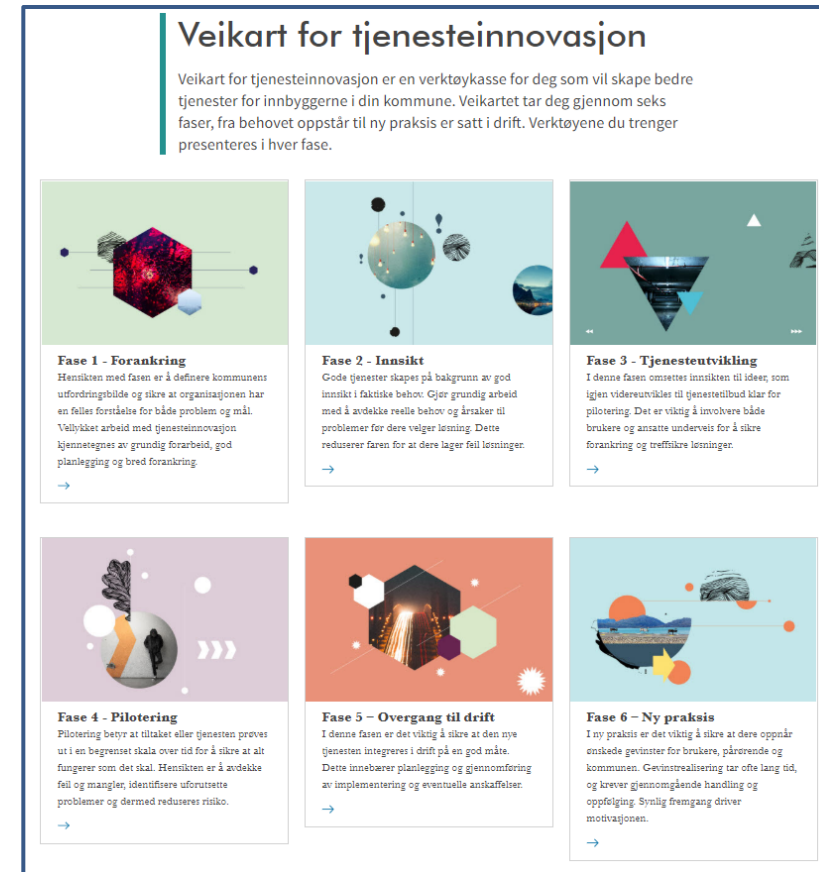 Veikart for tjenesteinnovasjon
Veikart for tjenesteinnovasjon er en verktøykasse for deg som vil skape bedre
tjenester for innbyggerne i din kommune. Veikartet tar deg gjennom seks
faser, fra behovet oppstår til ny praksis er satt i drift. Verktøyene du trenger
presenteres i hver fase.
Fase 1 - Forankring
Hensikten med fasen er å definere kommunens
utfordringsbilde og sikre at organisasjonen har
en felles forståelse for både problem og mål.
Vellykket arbeid med tjenesteinnovasjon
kjennetegnes av grundig forarbeid, god
planlegging og bred forankring.
→
Fase 2 - Innsikt
Gode tjenester skapes på bakgrunn av god
innsikt i faktiske behov. Gjør grundig arbeid
med å avdekke reelle behov og årsaker til
problemer før dere velger løsning. Dette
reduserer faren for at dere lager feil løsninger.
→
Fase 3 - Tjenesteutvikling
I denne fasen omsettes innsikten til ideer, som
igjen videreutvikles til tjenestetilbud klar for
pilotering. Det er viktig å involvere både
brukere og ansatte underveis for å sikre
forankring og treffsikre løsninger.
→
Fase 4 - Pilotering
Pilotering betyr at tiltaket eller tjenesten prøves
ut i en begrenset skala over tid for å sikre at alt
fungerer som det skal. Hensikten er å avdekke
feil og mangler, identifisere uforutsette
problemer og dermed reduseres risiko.
→
Fase 5 – Overgang til drift
I denne fasen er det viktig å sikre at den nye
tjenesten integreres i drift på en god måte.
Dette innebærer planlegging og gjennomføring
av implementering og eventuelle anskaffelser.
→
Fase 6 – Ny praksis
I ny praksis er det viktig å sikre at dere oppnår
ønskede gevinster for brukere, pårørende og
kommunen. Gevinstrealisering tar ofte lang tid,
og krever gjennomgående handling og
oppfølging. Synlig fremgang driver
motivasjonen.
→